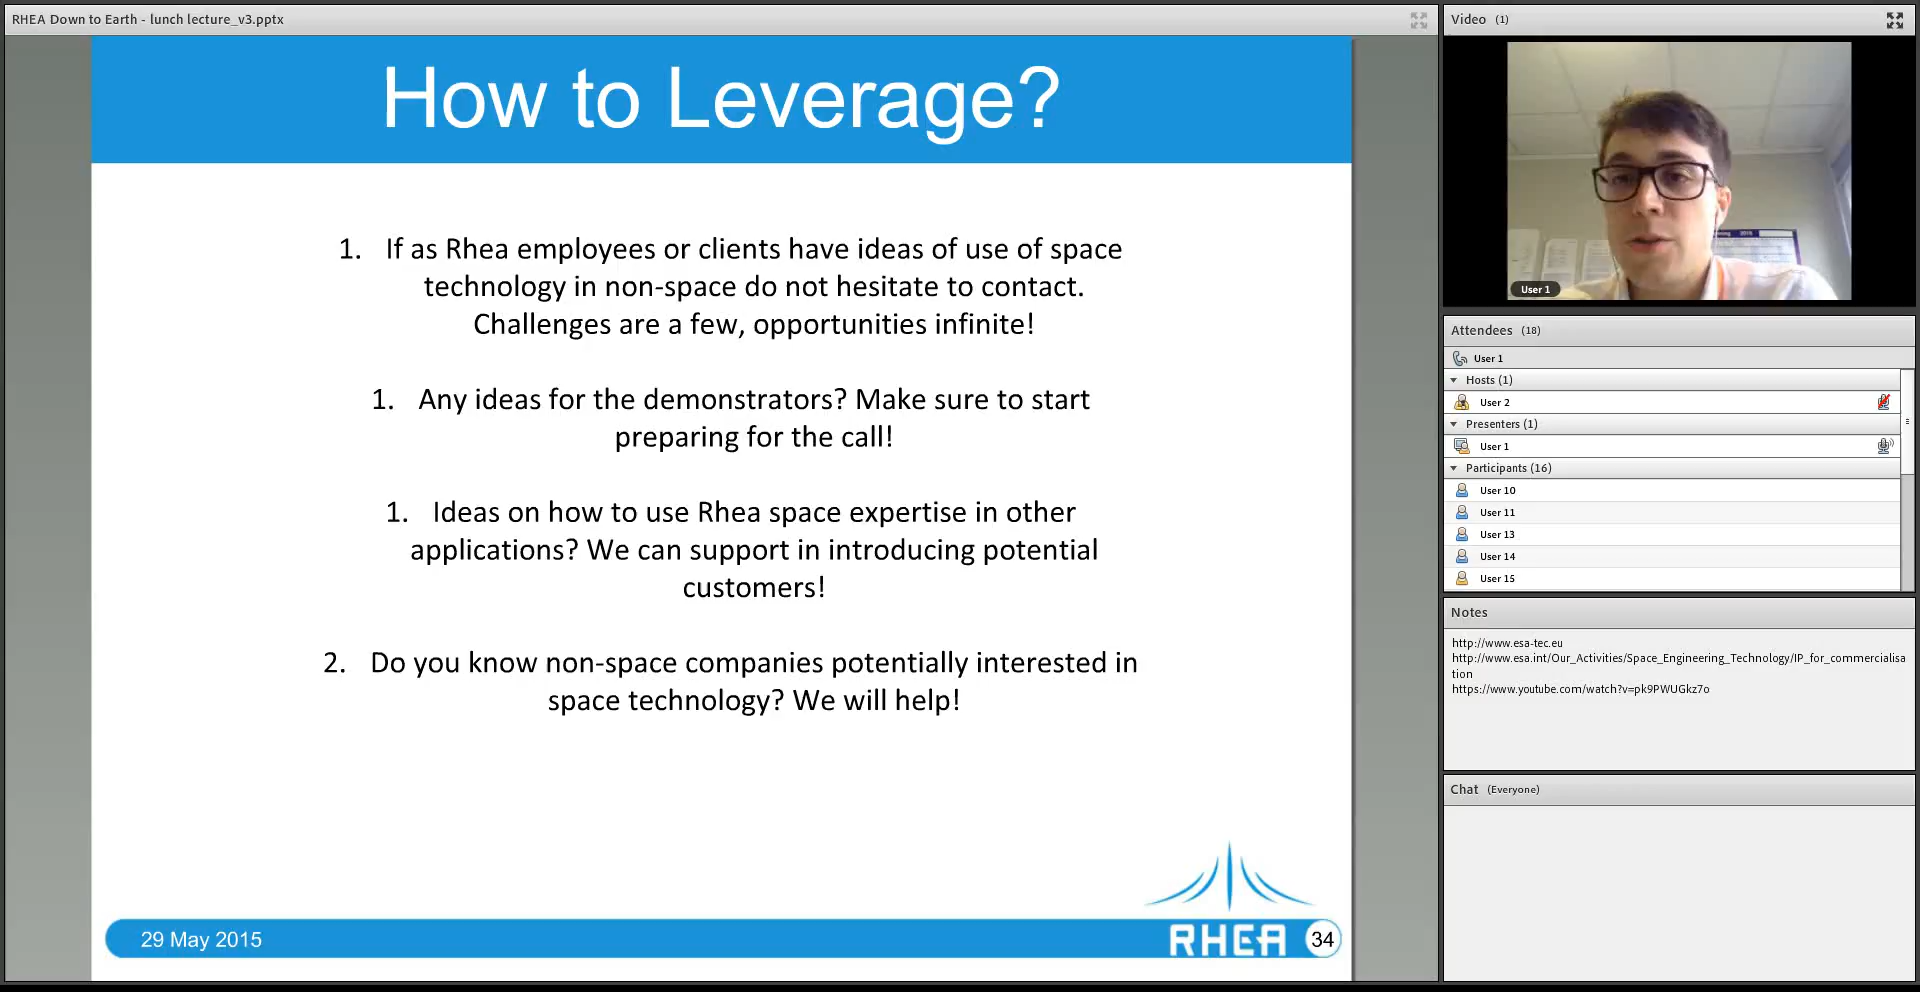 RHEA Down to Earth - lunch lecture_v3.pptx
How to Leverage?
1. If as Rhea employees or clients have ideas of use of space
technology in non-space do not hesitate to contact.
Challenges are a few, opportunities infinite!
1. Any ideas for the demonstrators? Make sure to start
preparing for the call!
1. Ideas on how to use Rhea space expertise in other
applications? We can support in introducing potential
customers!
2. Do you know non-space companies potentially interested in
space technology? We will help!
29 May 2015
RHEA
34
Video (1)
2015
User 1
Attendees (18)
User 1
Hosts (1)
User 2
Presenters (1)
User 1
Participants (16)
User 10
User 11
User 13
User 14
User 15
Notes
http://www.esa-tec.eu
http://www.esa.int/Our_Activities/Space_Engineering_Technology/IP_for_commercialisa
tion
https://www.youtube.com/watch?v=pk9PWUGkz7o
Chat (Everyone)